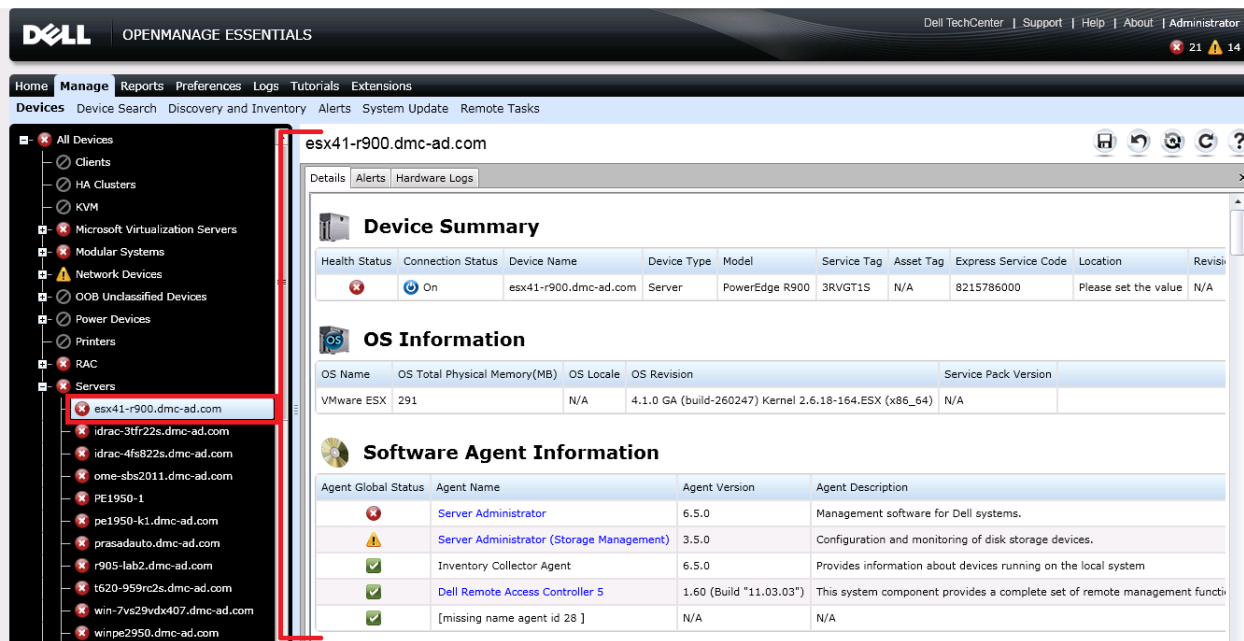 DELL OPENMANAGE ESSENTIALS
Dell TechCenter | Support | Help | About | Administrator
21 14
Home Manage Reports Preferences Logs Tutorials Extensions
Devices Device Search Discovery and Inventory Alerts System Update Remote Tasks
All Devices
Clients
HA Clusters
KVM
Microsoft Virtualization Servers
Modular Systems
Network Devices
OOB Unclassified Devices
Power Devices
Printers
RAC
Servers
esx41-r900.dmc-ad.com
idrac-3tfr22s.dmc-ad.com
idrac-4fs822s.dmc-ad.com
ome-sbs2011.dmc-ad.com
PE1950-1
pe1950-k1.dmc-ad.com
prasadauto.dmc-ad.com
r905-lab2.dmc-ad.com
t620-959rc2s.dmc-ad.com
win-7vs29vdx407.dmc-ad.com
winpe2950.dmc-ad.com
esx41-r900.dmc-ad.com
Details Alerts Hardware Logs
Device Summary
Health Status Connection Status Device Name Device Type Model Service Tag Asset Tag Express Service Code Location Revisi
On esx41-r900.dmc-ad.com Server PowerEdge R900 3RVGT1S N/A 8215786000 Please set the value N/A
OS Information
OS Name OS Total Physical Memory(MB) OS Locale OS Revision Service Pack Version
VMware ESX 291 N/A 4.1.0 GA (build-260247) Kernel 2.6.18-164.ESX (x86_64) N/A
Software Agent Information
Agent Global Status Agent Name Agent Version Agent Description
Server Administrator 6.5.0 Management software for Dell systems.
Server Administrator (Storage Management) 3.5.0 Configuration and monitoring of disk storage devices.
Inventory Collector Agent 6.5.0 Provides information about devices running on the local system
Dell Remote Access Controller 5 1.60 (Build "11.03.03") This system component provides a complete set of remote management functi
[missing name agent id 28 ] N/A N/A